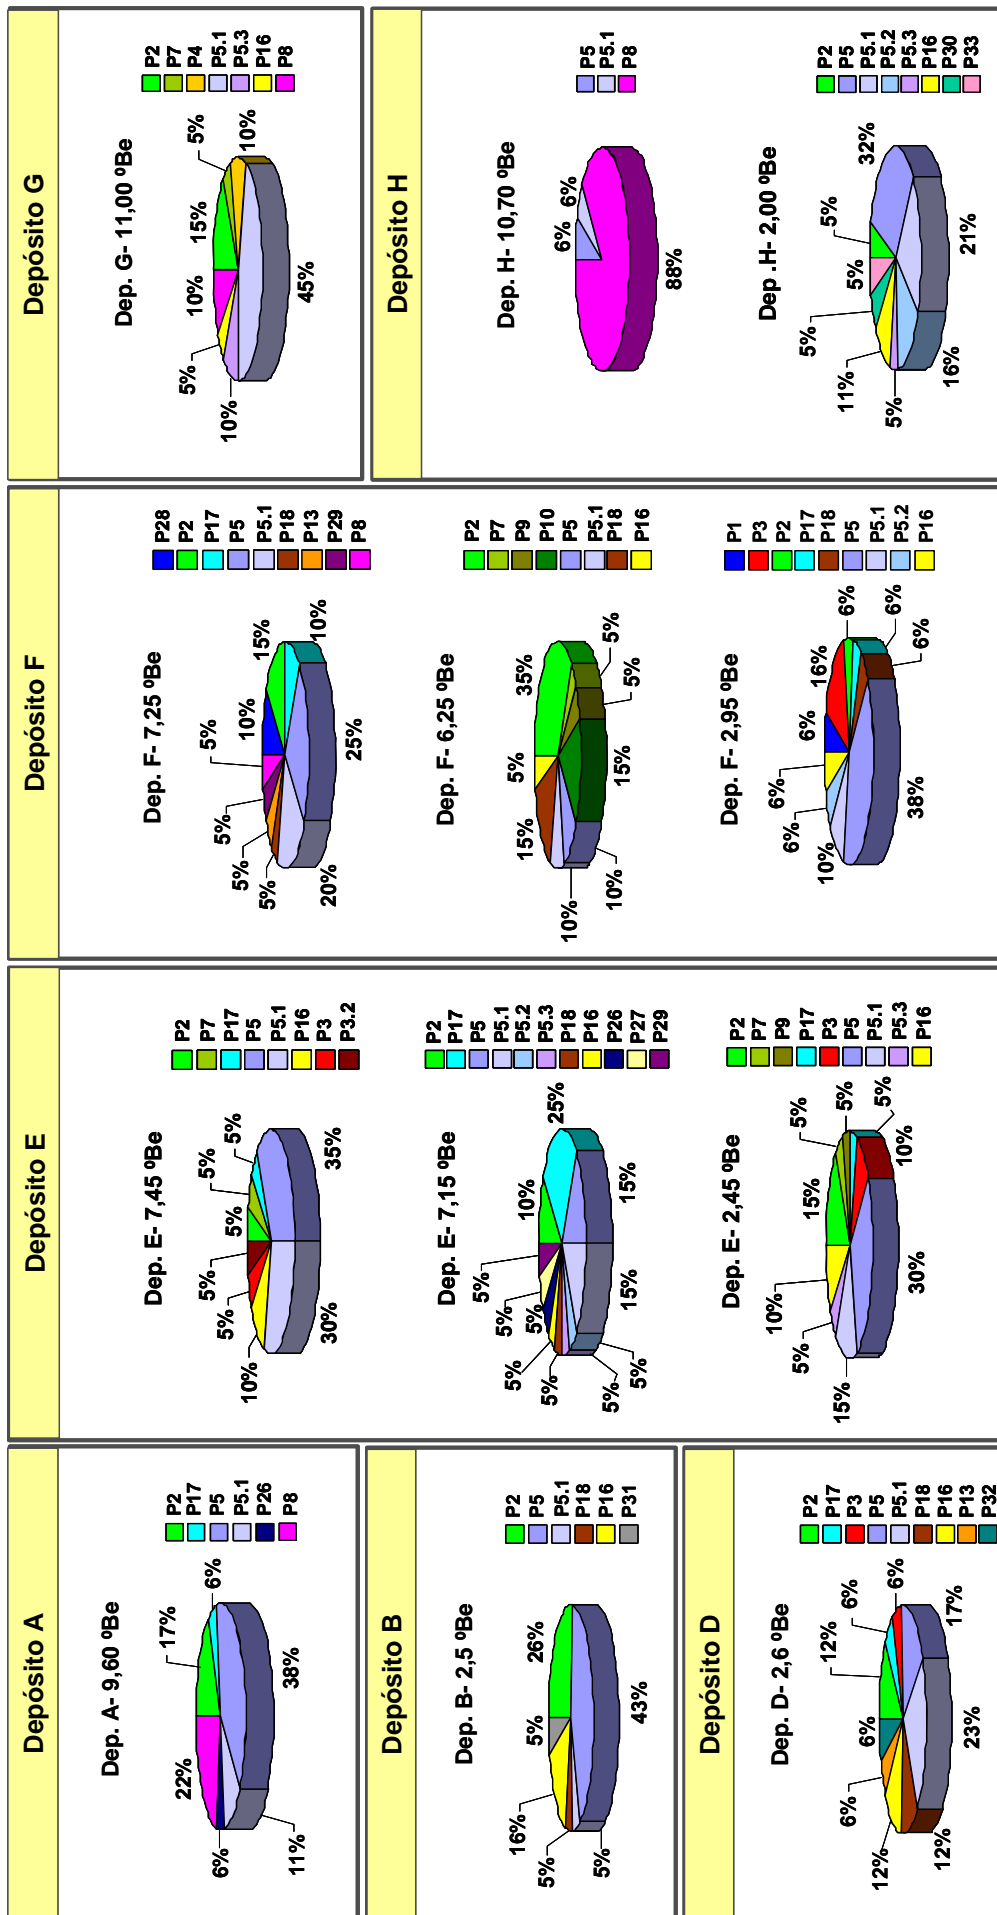 Depósito A
Dep. A- 9,60 ºBe
17%
6%
38%
11%
6%
22%
P2
P17
P5
P5.1
P26
P8
Depósito B
Dep. B- 2,5 ºBe
26%
43%
5%
5%
16%
5%
P2
P5
P5.1
P18
P16
P31
Depósito D
Dep. D- 2,6 ºBe
12%
6%
6%
17%
23%
12%
12%
6%
6%
P2
P17
P3
P5
P5.1
P18
P16
P13
P32
Depósito E
Dep. E- 7,45 ºBe
5%
5%
5%
35%
30%
10%
5%
5%
P2
P7
P17
P5
P5.1
P16
P3
P3.2
Dep. E- 7,15 ºBe
10%
25%
15%
15%
5%
5%
5%
5%
5%
5%
5%
P2
P17
P5
P5.1
P5.2
P5.3
P18
P16
P26
P27
P29
Dep. E- 2,45 ºBe
15%
5%
5%
5%
10%
30%
15%
5%
10%
P2
P7
P9
P17
P3
P5
P5.1
P5.3
P16
Depósito F
Dep. F- 7,25 ºBe
10%
15%
10%
25%
20%
5%
5%
5%
5%
P28
P2
P17
P5
P5.1
P18
P13
P29
P8
Dep. F- 6,25 ºBe
35%
5%
5%
15%
10%
10%
15%
5%
P2
P7
P9
P10
P5
P5.1
P18
P16
Dep. F- 2,95 ºBe
6%
16%
6%
6%
6%
38%
10%
6%
6%
P1
P3
P2
P17
P18
P5
P5.1
P5.2
P16
Depósito G
Dep. G- 11,00 ºBe
15%
5%
10%
45%
10%
5%
10%
P2
P7
P4
P5.1
P5.3
P16
P8
Depósito H
Dep. H- 10,70 ºBe
6%
6%
88%
P5
P5.1
P8
Dep .H- 2,00 ºBe
5%
32%
21%
16%
5%
11%
5%
5%
P2
P5
P5.1
P5.2
P5.3
P16
P30
P33